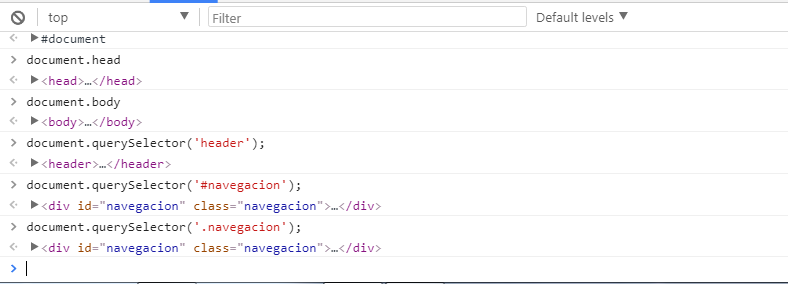 top ▼ Filter Default levels ▼
▶#document
> document.head
▶<head>…</head>
> document.body
▶<body>…</body>
> document.querySelector('header');
▶<header>…</header>
> document.querySelector('#navegacion');
▶<div id="navegacion" class="navegacion">…</div>
> document.querySelector('.navegacion');
▶<div id="navegacion" class="navegacion">…</div>
>